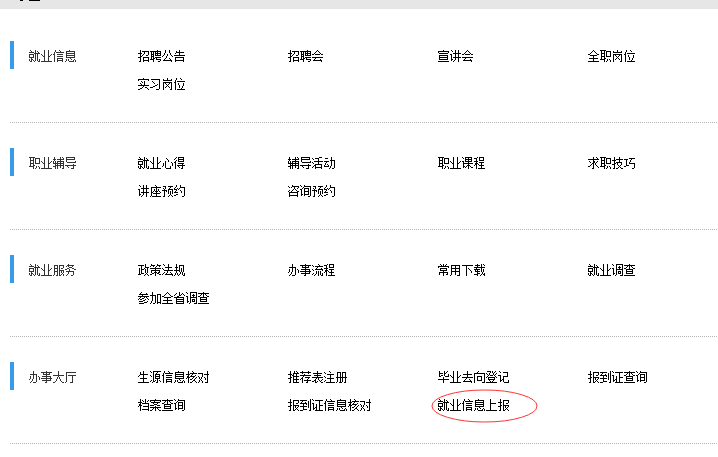 就业信息 招聘公告 招聘会 宣讲会 全职岗位
实习岗位
职业辅导 就业心得 辅导活动 职业课程 求职技巧
讲座预约 咨询预约
就业服务 政策法规 办事流程 常用下载 就业调查
参加全省调查
办事大厅 生源信息核对 推荐表注册 毕业去向登记 报到证查询
档案查询 报到证信息核对 就业信息上报